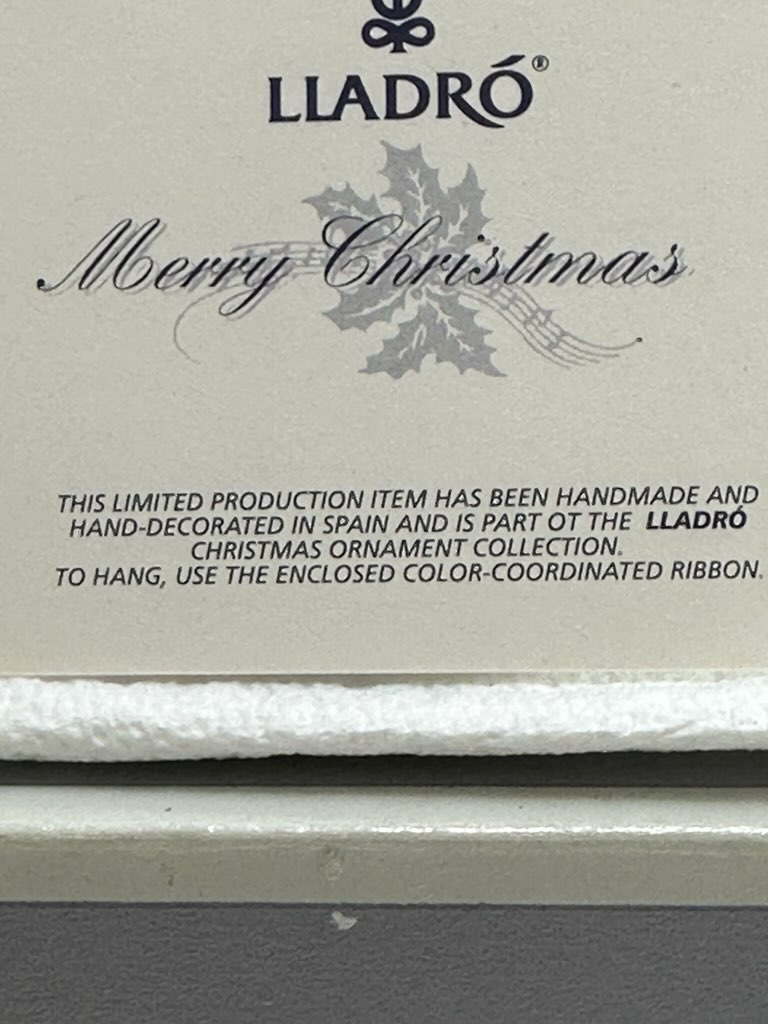 LLADRÓ®
Merry Christmas
THIS LIMITED PRODUCTION ITEM HAS BEEN HANDMADE AND
HAND-DECORATED IN SPAIN AND IS PART OT THE LLADRÓ
CHRISTMAS ORNAMENT COLLECTION.
TO HANG, USE THE ENCLOSED COLOR-COORDINATED RIBBON.